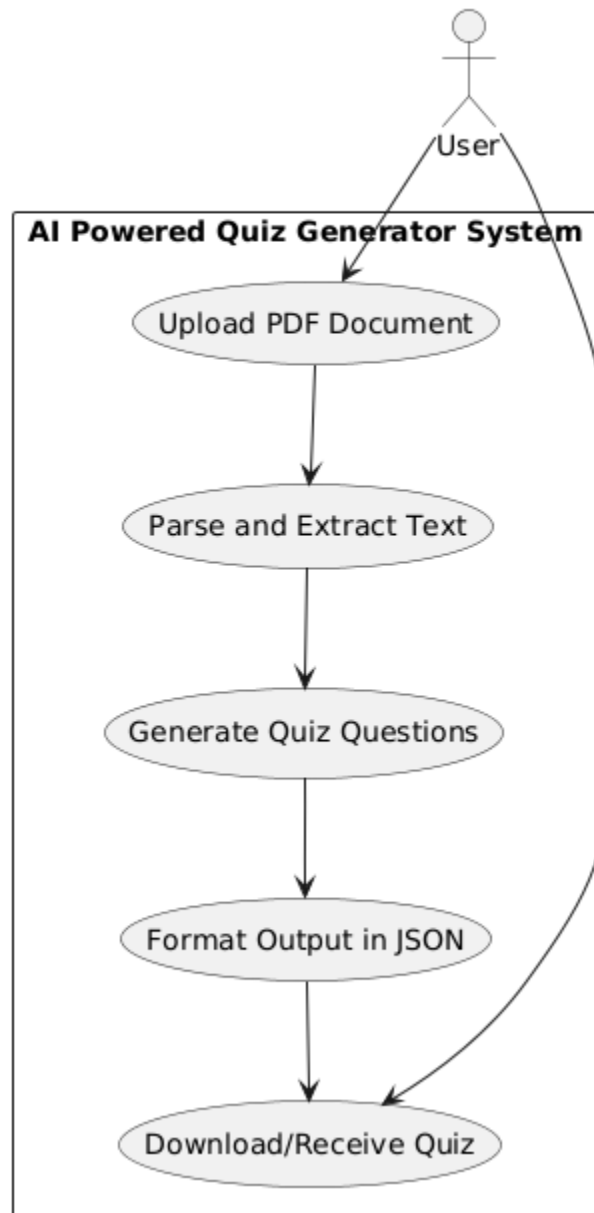 User
AI Powered Quiz Generator System
Upload PDF Document
Parse and Extract Text
Generate Quiz Questions
Format Output in JSON
Download/Receive Quiz